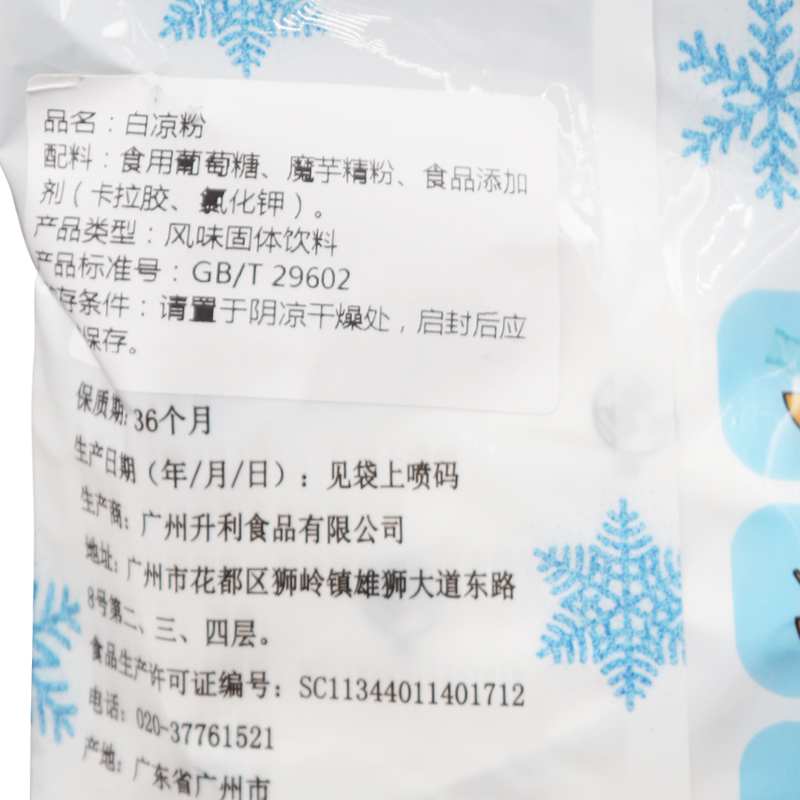 品名：白凉粉
配料：食用葡萄糖、魔芋精粉、食品添加
剂（卡拉胶、氯化钾）。
产品类型：风味固体饮料
产品标准号：GB/T 29602
存条件：请置于阴凉干燥处，启封后应
保存。
保质期：36个月
生产日期（年/月/日）：见袋上喷码
生产商：广州升利食品有限公司
地址：广州市花都区狮岭镇雄狮大道东路
8号第二、三、四层。
食品生产许可证编号：SC11344011401712
电话：020-37761521
产地：广东省广州市